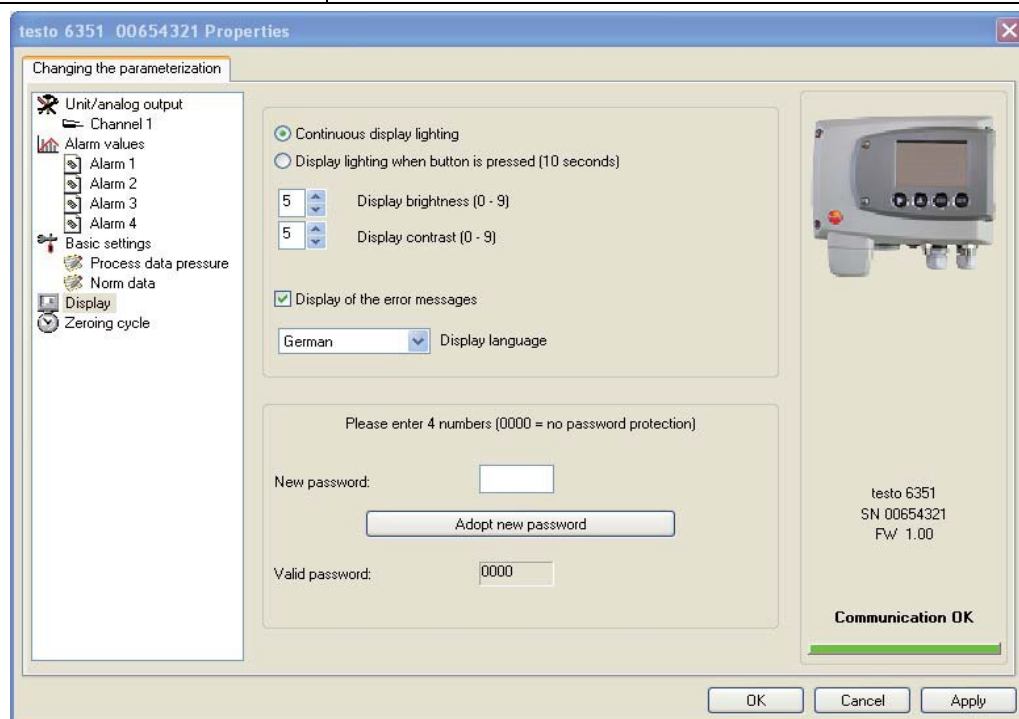 testo 6351 00654321 Properties
Changing the parameterization
Unit/analog output
Channel 1
Alarm values
Alarm 1
Alarm 2
Alarm 3
Alarm 4
Basic settings
Process data pressure
Norm data
Display
Zeroing cycle
Continuous display lighting
Display lighting when button is pressed (10 seconds)
5 Display brightness (0 - 9)
5 Display contrast (0 - 9)
Display of the error messages
German Display language
Please enter 4 numbers (0000 = no password protection)
New password:
Adopt new password
Valid password: 0000
testo 6351
SN 00654321
FW 1.00
Communication OK
OK Cancel Apply